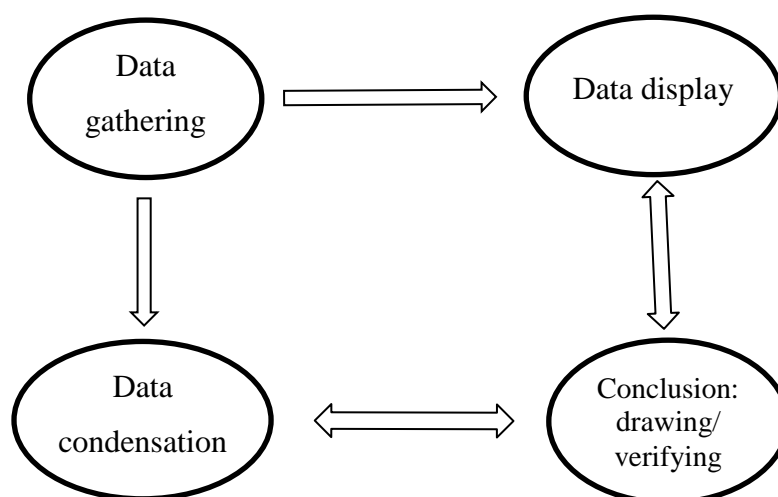 Data
gathering
Data display
Data
condensation
Conclusion:
drawing/
verifying